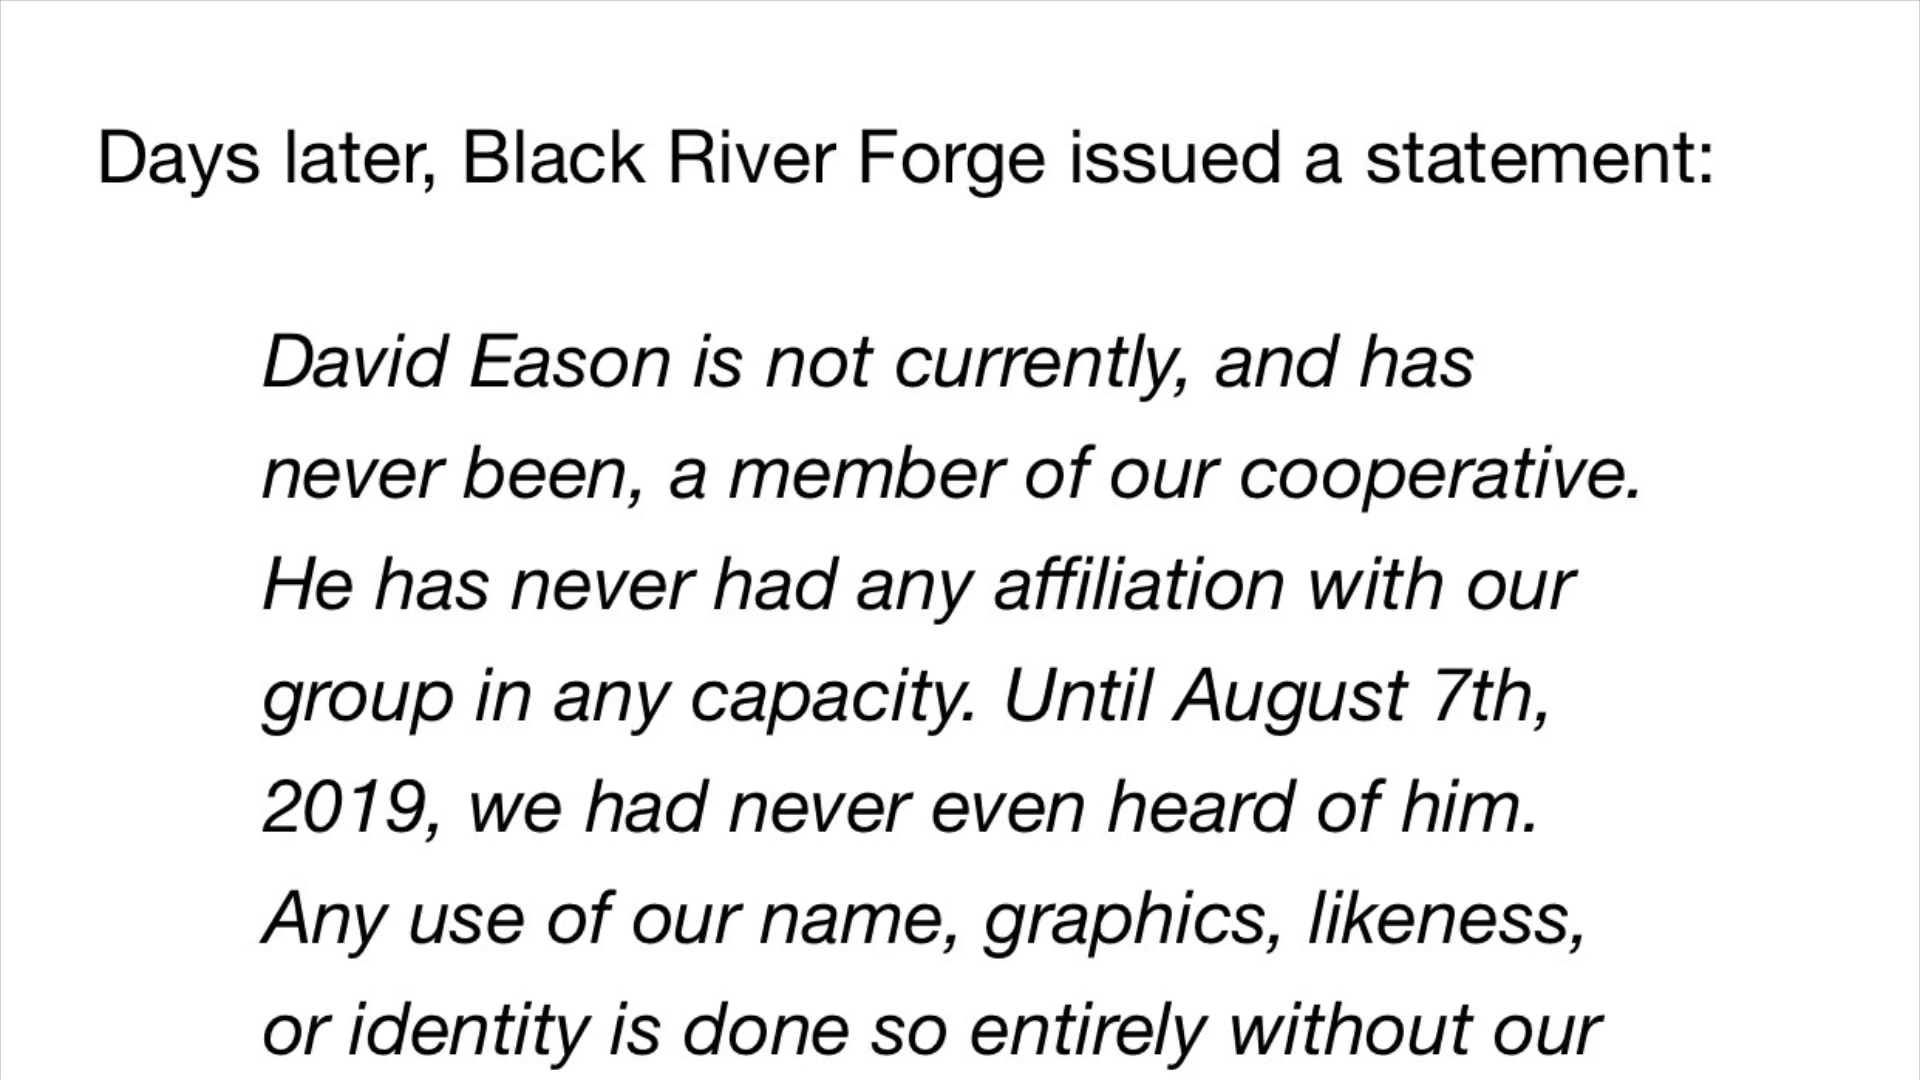 Days later, Black River Forge issued a statement:
David Eason is not currently, and has
never been, a member of our cooperative.
He has never had any affiliation with our
group in any capacity. Until August 7th,
2019, we had never even heard of him.
Any use of our name, graphics, likeness,
or identity is done so entirely without our